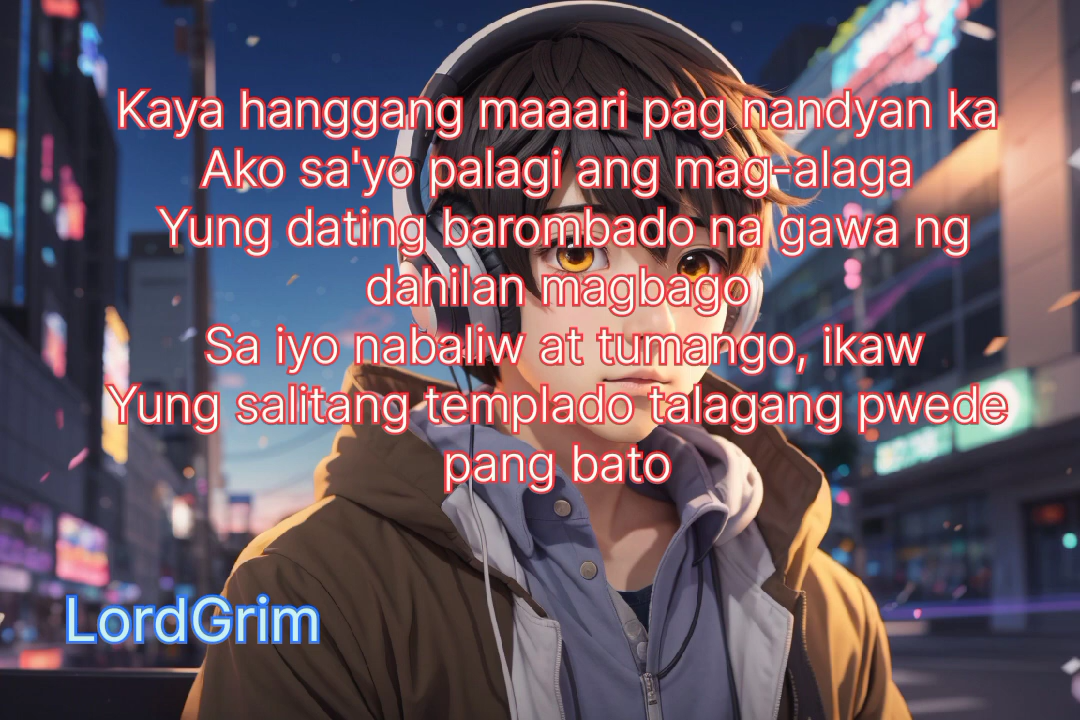 Kaya hanggang maaari pag nandyan ka
Ako sa'yo palagi ang mag-alaga
Yung dating barombado na gawa ng
dahilan magbago
Sa iyo nabaliw at tumango, ikaw
Yung salitang templado talagang pwede
pang bato
LordGrim